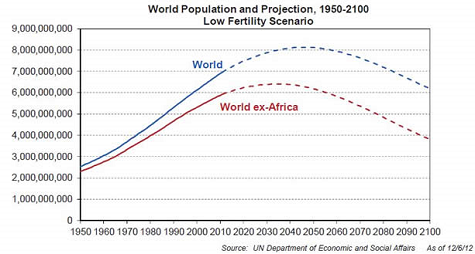 World Population and Projection, 1950-2100
Low Fertility Scenario
9,000,000,000
8,000,000,000
7,000,000,000
6,000,000,000
5,000,000,000
4,000,000,000
3,000,000,000
2,000,000,000
1,000,000,000
0
World
World ex-Africa
1950 1960 1970 1980 1990 2000 2010 2020 2030 2040 2050 2060 2070 2080 2090 2100
Source: UN Department of Economic and Social Affairs As of 12/6/12